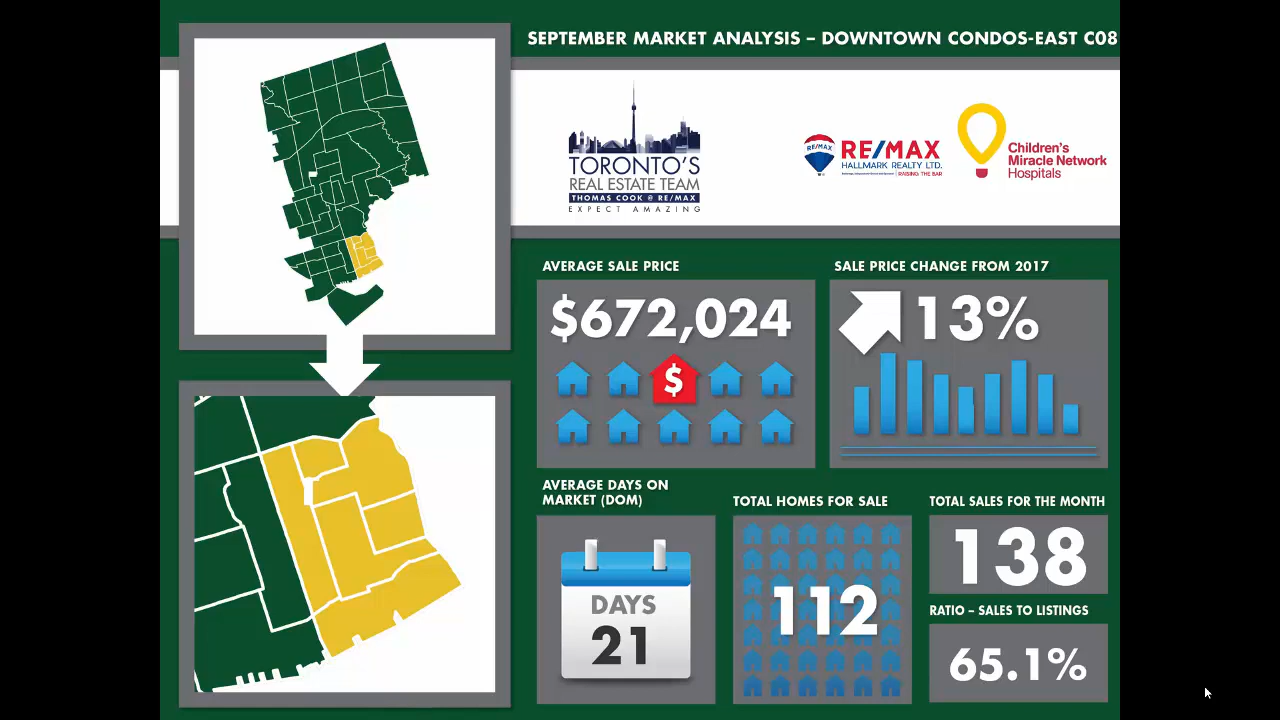 SEPTEMBER MARKET ANALYSIS – DOWNTOWN CONDOS-EAST C08
TORONTO'S
REAL ESTATE TEAM
THOMAS COOK @ RE/MAX
EXPECT AMAZING
RE/MAX
RE/MAX
HALLMARK REALTY LTD.
RAISING THE BAR
Children's
Miracle Network
Hospitals
AVERAGE SALE PRICE
$672,024
$
SALE PRICE CHANGE FROM 2017
13%
AVERAGE DAYS ON
MARKET (DOM)
DAYS
21
TOTAL HOMES FOR SALE
112
TOTAL SALES FOR THE MONTH
138
RATIO – SALES TO LISTINGS
65.1%